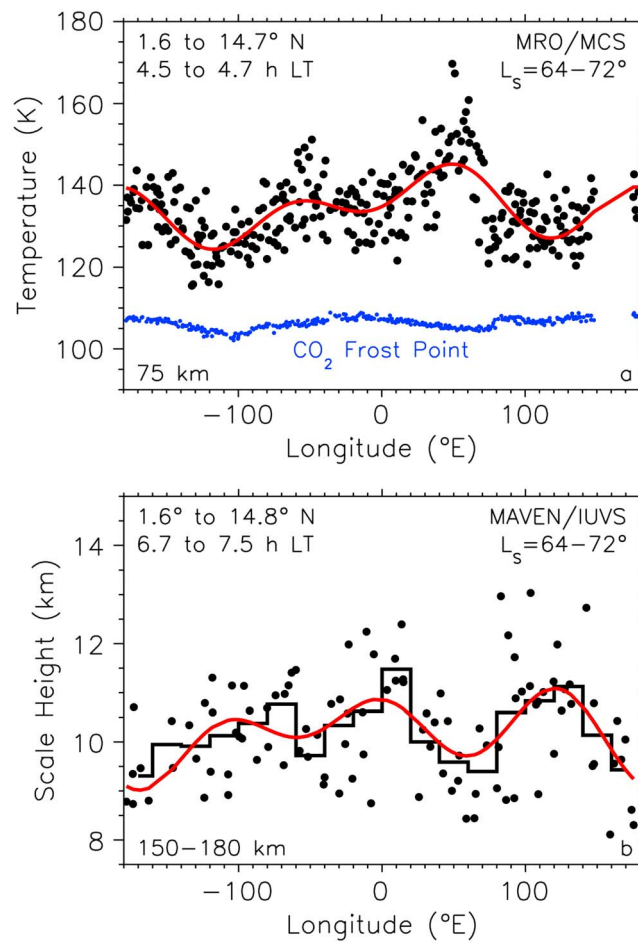 1.6 to 14.7° N
MRO/MCS
4.5 to 4.7 h LT
Lₛ=64−72°
180
160
140
120
100
Temperature (K)
CO₂ Frost Point
75 km
a
−100
0
100
Longitude (°E)
1.6° to 14.8° N
MAVEN/IUVS
6.7 to 7.5 h LT
Lₛ=64−72°
14
12
10
8
Scale Height (km)
150−180 km
b
−100
0
100
Longitude (°E)